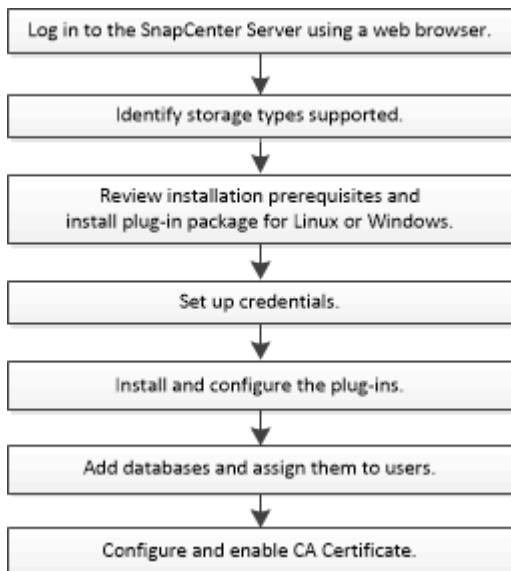 Log in to the SnapCenter Server using a web browser.
Identify storage types supported.
Review installation prerequisites and
install plug-in package for Linux or Windows.
Set up credentials.
Install and configure the plug-ins.
Add databases and assign them to users.
Configure and enable CA Certificate.